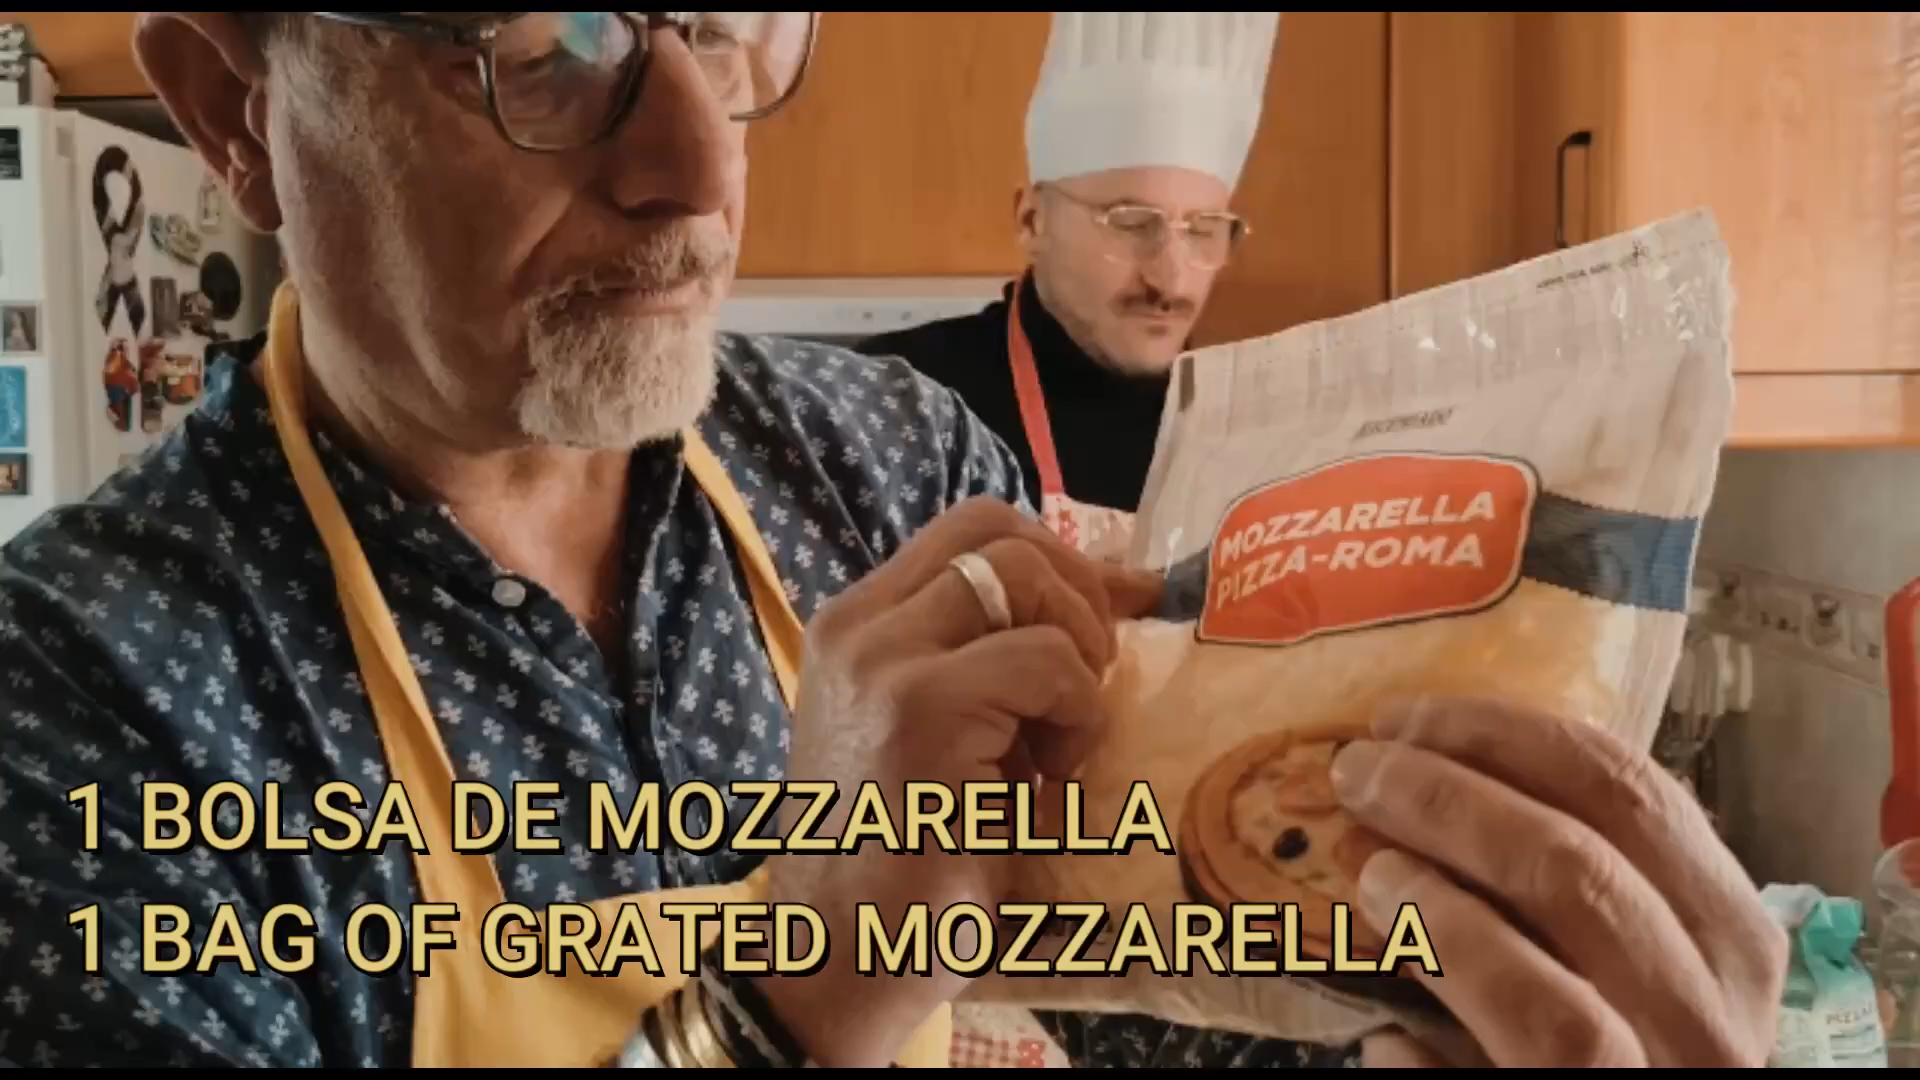 MOZZARELLA
PIZZA-ROMA
1 BOLSA DE MOZZARELLA
1 BAG OF GRATED MOZZARELLA